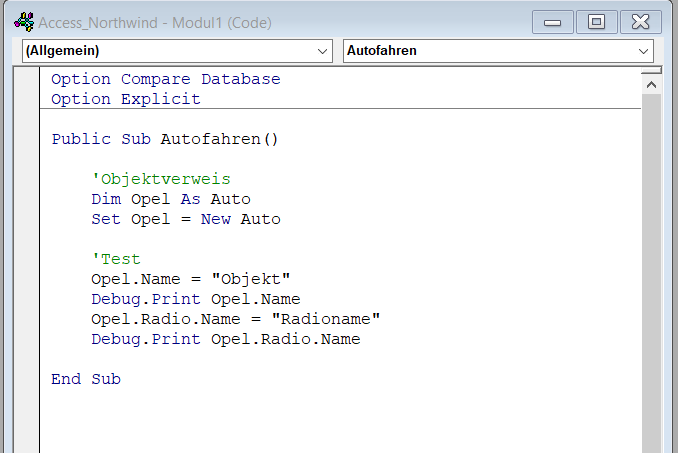 Access_Northwind - Modul1 (Code)
(Allgemein) Autofahren
Option Compare Database
Option Explicit
Public Sub Autofahren()
'Objektverweis
Dim Opel As Auto
Set Opel = New Auto
'Test
Opel.Name = "Objekt"
Debug.Print Opel.Name
Opel.Radio.Name = "Radioname"
Debug.Print Opel.Radio.Name
End Sub